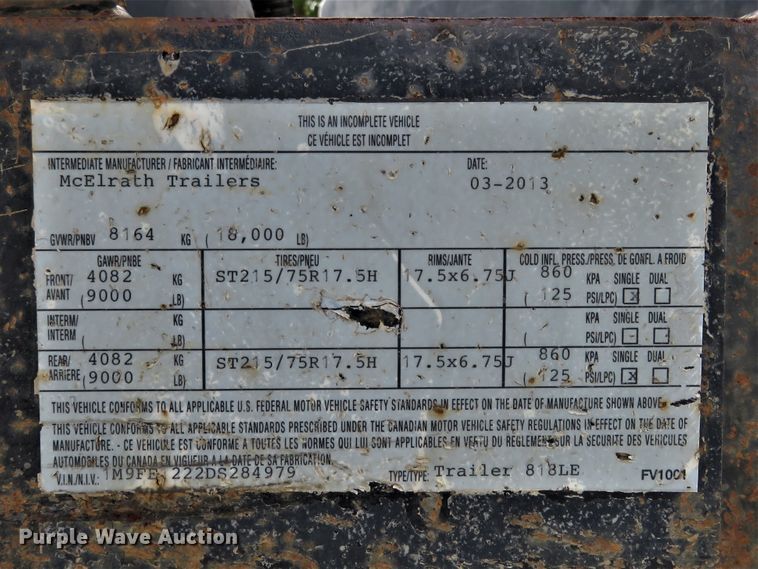 THIS IS AN INCOMPLETE VEHICLE
CE VÉHICLE EST INCOMPLET
INTERMEDIATE MANUFACTURER / FABRICANT INTERMÉDIAIRE: DATE:
McElrath Trailers 03-2013
GVWR/PNBV 8164 KG ( 18,000 LB)
GAWR/PNBE TIRES/PNEU RIMS/JANTE COLD INFL. PRESS./PRESS. DE GONFL. A FROID
FRONT/ 4082 KG ST215/75R17.5H 17.5x6.75J 860 KPA SINGLE DUAL
AVANT (9000 LB) ( 125 PSI/LPC) X
INTERM/ KG KPA SINGLE DUAL
INTERM ( LB) ( PSI/LPC) -
REAR/ 4082 KG ST215/75R17.5H 17.5x6.75J 860 KPA SINGLE DUAL
ARRIERE (9000 LB) ( 125 PSI/LPC) X
THIS VEHICLE CONFORMS TO ALL APPLICABLE U.S. FEDERAL MOTOR VEHICLE SAFETY STANDARDS IN EFFECT ON THE DATE OF MANUFACTURE SHOWN ABOVE.
THIS VEHICLE CONFORMS TO ALL APPLICABLE STANDARDS PRESCRIBED UNDER THE CANADIAN MOTOR VEHICLE SAFETY REGULATIONS IN EFFECT ON THE DATE OF
MANUFACTURE. - CE VEHICULE EST CONFORME A TOUTES LES NORMES QUI LUI SONT APPLICABLES EN VERTU DU REGLEMENT SUR LA SECURITE DES VEHICULES
AUTOMOBILES DU CANADA EN VIGUEUR A LA DATE DE SA FABRICATION.
V.I.N./N.I.V.: 222DS284979 TYPE/TYPE: Trailer 818LE FV1001
Purple Wave Auction